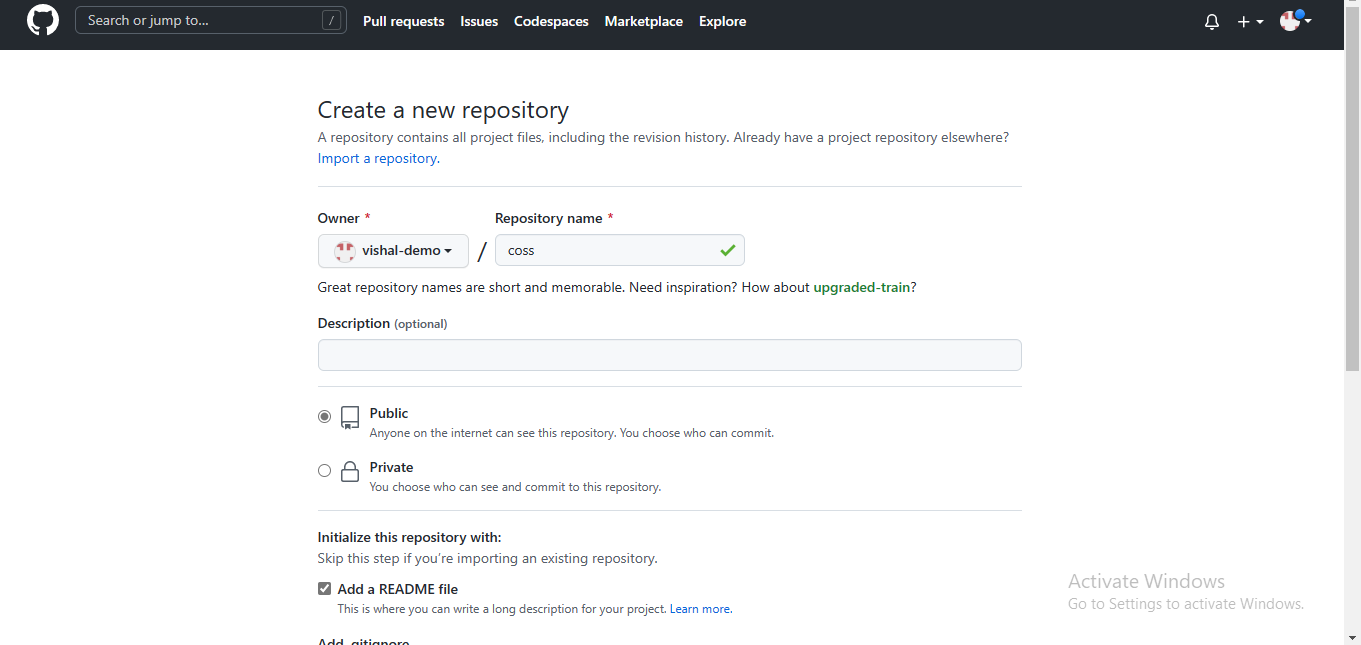 Search or jump to... /
Pull requests Issues Codespaces Marketplace Explore
Create a new repository
A repository contains all project files, including the revision history. Already have a project repository elsewhere?
Import a repository.
Owner * Repository name *
vishal-demo / coss
Great repository names are short and memorable. Need inspiration? How about upgraded-train?
Description (optional)
Public
Anyone on the internet can see this repository. You choose who can commit.
Private
You choose who can see and commit to this repository.
Initialize this repository with:
Skip this step if you're importing an existing repository.
Add a README file
This is where you can write a long description for your project. Learn more.
Add .gitignore
Activate Windows
Go to Settings to activate Windows.